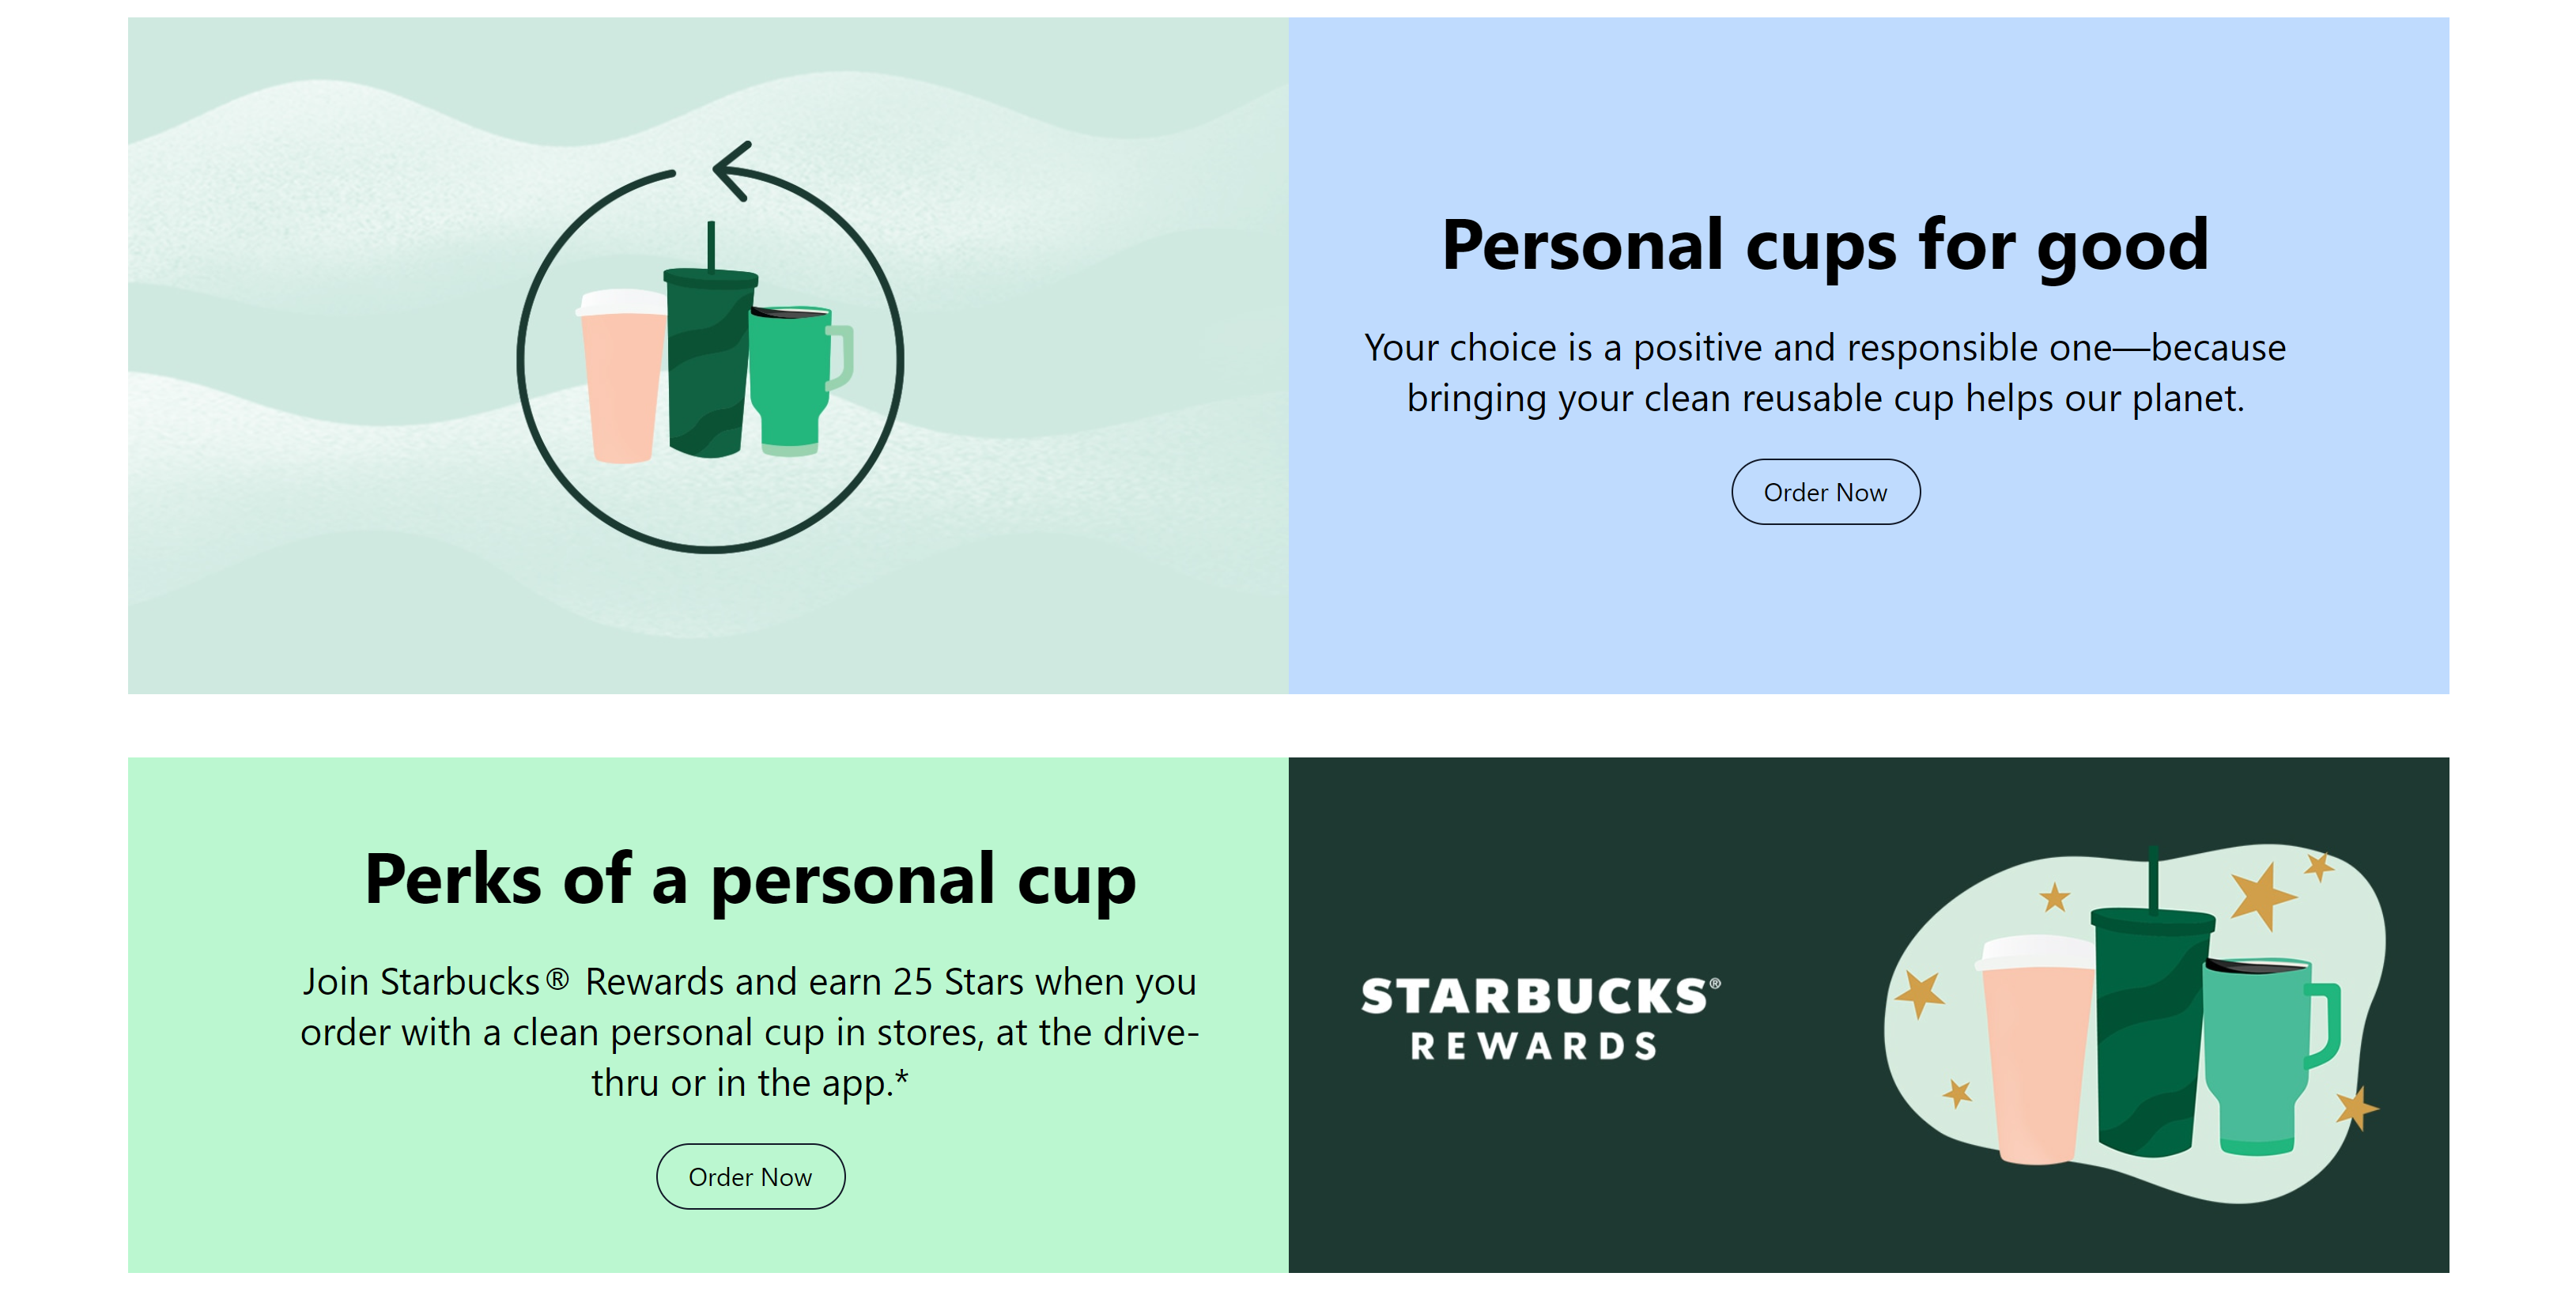 Personal cups for good
Your choice is a positive and responsible one—because
bringing your clean reusable cup helps our planet.
Order Now
Perks of a personal cup
Join Starbucks® Rewards and earn 25 Stars when you
order with a clean personal cup in stores, at the drive-
thru or in the app.*
Order Now
STARBUCKS®
REWARDS